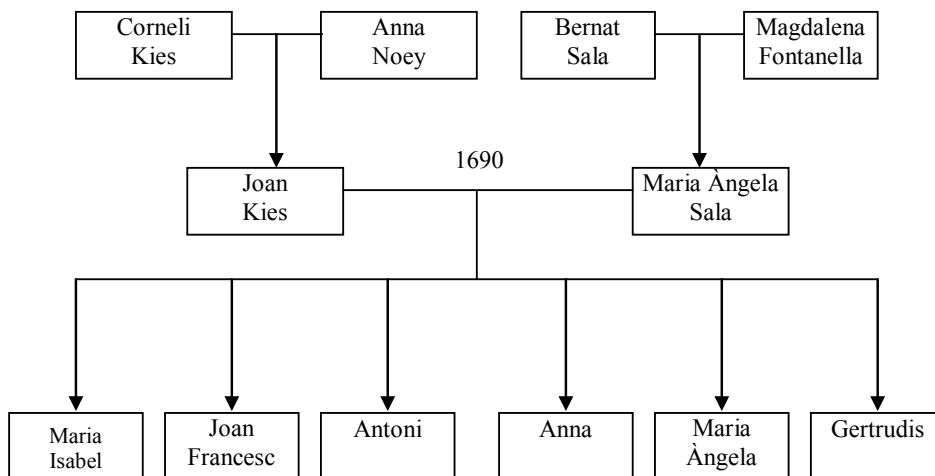 Corneli
Kies
Anna
Noey
Bernat
Sala
Magdalena
Fontanella
1690
Joan
Kies
Maria Àngela
Sala
Maria
Isabel
Joan
Francesc
Antoni
Anna
Maria
Àngela
Gertrudis